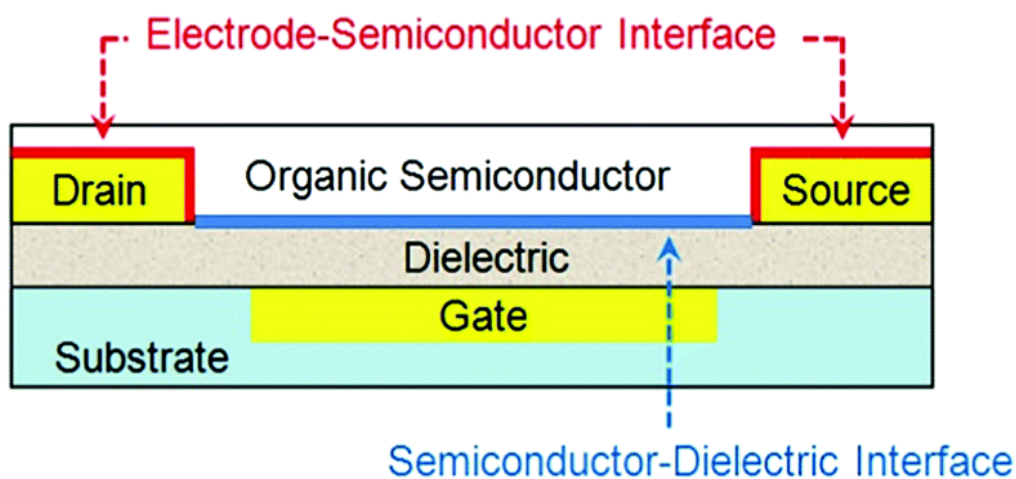 Electrode-Semiconductor Interface
Drain
Organic Semiconductor
Source
Dielectric
Gate
Substrate
Semiconductor-Dielectric Interface